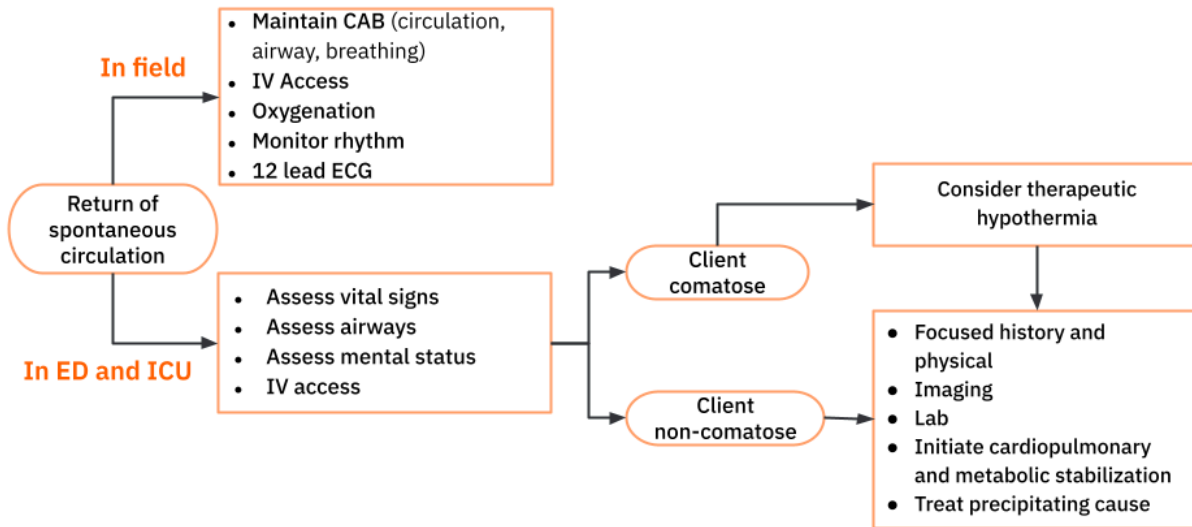 Return of
spontaneous
circulation
In field
● Maintain CAB (circulation,
airway, breathing)
● IV Access
● Oxygenation
● Monitor rhythm
● 12 lead ECG
In ED and ICU
● Assess vital signs
● Assess airways
● Assess mental status
● IV access
Client
comatose
Consider therapeutic
hypothermia
Client
non-comatose
● Focused history and
physical
● Imaging
● Lab
● Initiate cardiopulmonary
and metabolic stabilization
● Treat precipitating cause